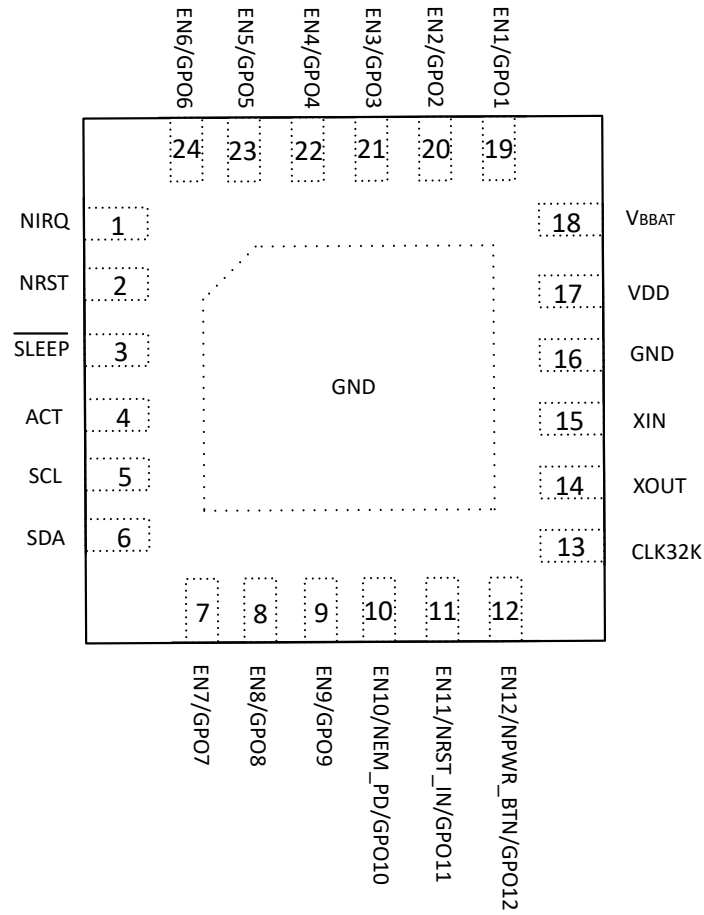 EN6/GPO6
EN5/GPO5
EN4/GPO4
EN3/GPO3
EN2/GPO2
EN1/GPO1
24
23
22
21
20
19
NIRQ
1
18
VBBAT
NRST
2
17
VDD
SLEEP
3
16
GND
GND
ACT
4
15
XIN
SCL
5
14
XOUT
SDA
6
13
CLK32K
7
8
9
10
11
12
EN7/GPO7
EN8/GPO8
EN9/GPO9
EN10/NEM_PD/GPO10
EN11/NRST_IN/GPO11
EN12/NPWR_BTN/GPO12